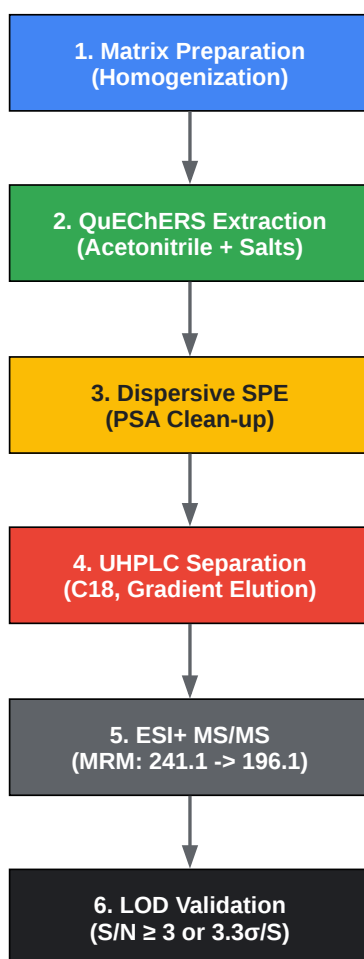 1. Matrix Preparation
(Homogenization)
2. QuEChERS Extraction
(Acetonitrile + Salts)
3. Dispersive SPE
(PSA Clean-up)
4. UHPLC Separation
(C18, Gradient Elution)
5. ESI+ MS/MS
(MRM: 241.1 -> 196.1)
6. LOD Validation
(S/N ≥ 3 or 3.3σ/S)